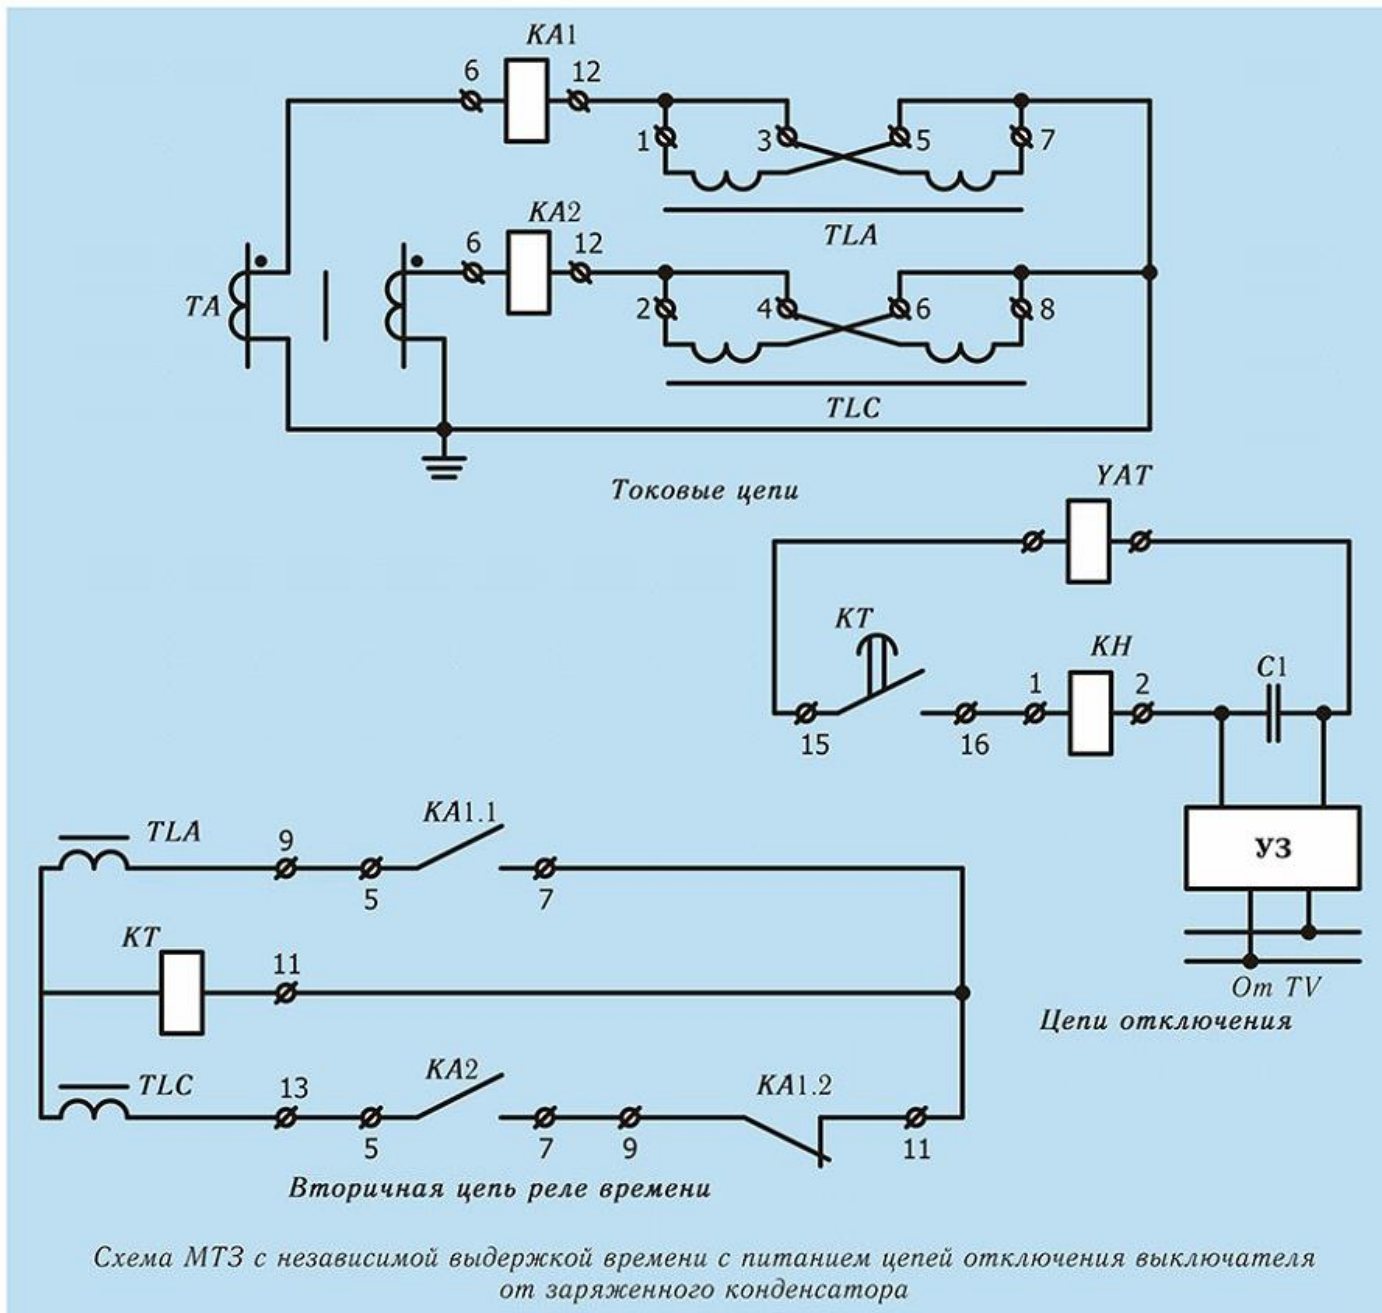 KA1
6 12
1 3 5 7
TLA
KA2
6 12
TA
2 4 6 8
TLC
Токовые цепи
YAT
KT
KH
C1
1 2
15 16
УЗ
От TV
Цепи отключения
TLA
9
KA1.1
5 7
KT
11
TLC
13
KA2
KA1.2
5 7 9 11
Вторичная цепь реле времени
Схема МТЗ с независимой выдержкой времени с питанием цепей отключения выключателя
от заряженного конденсатора